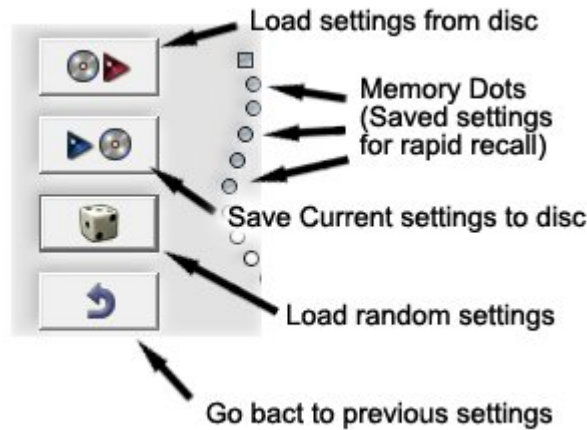 Load settings from disc
Memory Dots
(Saved settings
for rapid recall)
Save Current settings to disc
Load random settings
Go bact to previous settings